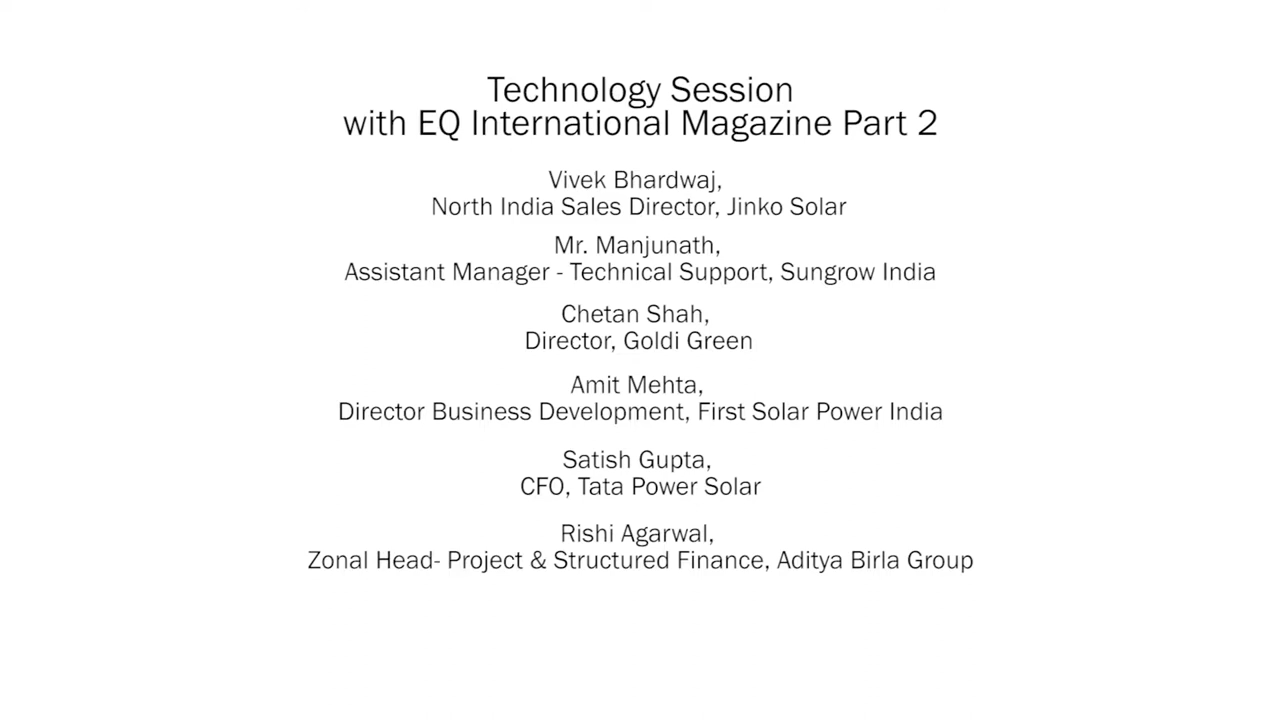 Technology Session
with EQ International Magazine Part 2
Vivek Bhardwaj,
North India Sales Director, Jinko Solar
Mr. Manjunath,
Assistant Manager - Technical Support, Sungrow India
Chetan Shah,
Director, Goldi Green
Amit Mehta,
Director Business Development, First Solar Power India
Satish Gupta,
CFO, Tata Power Solar
Rishi Agarwal,
Zonal Head- Project & Structured Finance, Aditya Birla Group